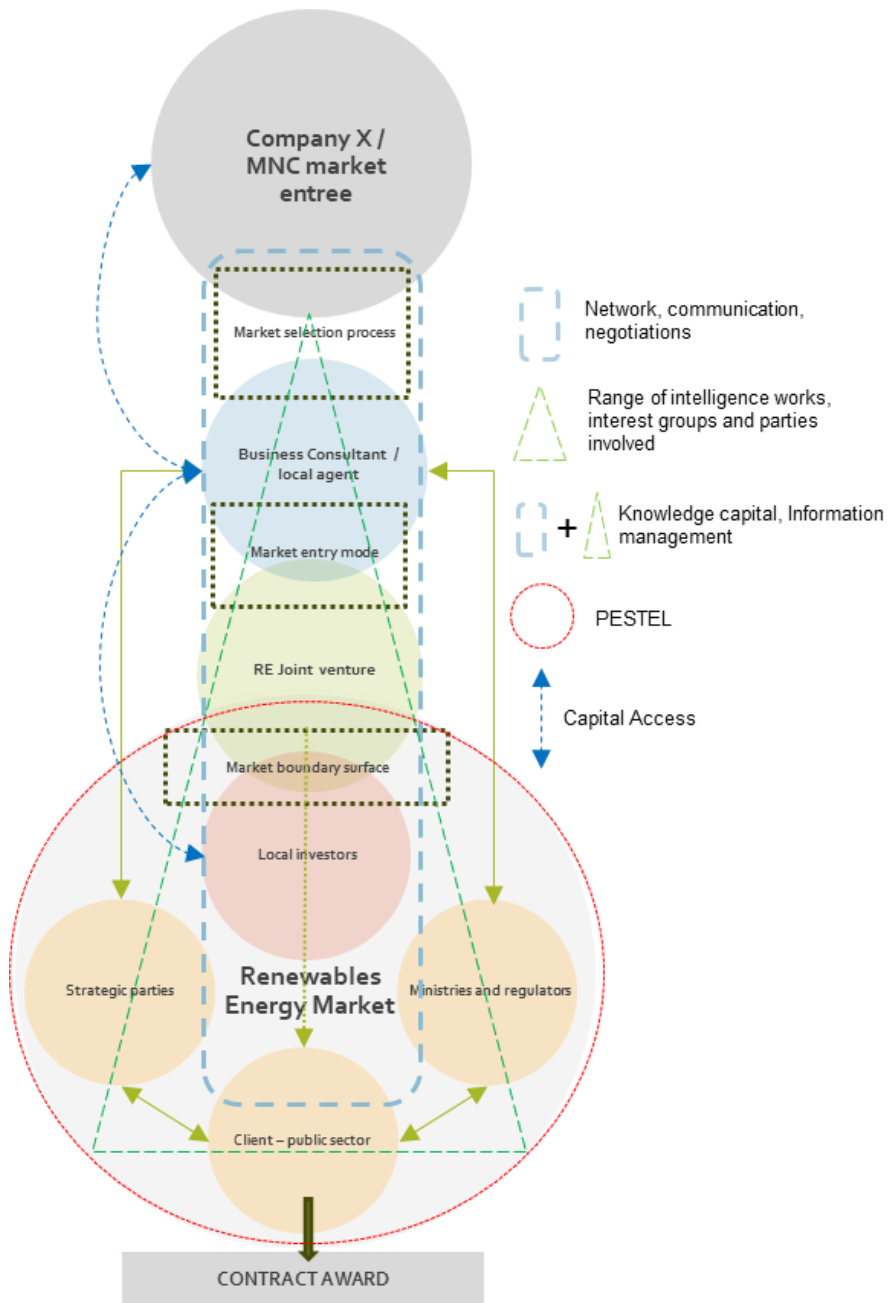 Company X /
MNC market
entree
Market selection process
Business Consultant /
local agent
Market entry mode
RE Joint venture
Market boundary surface
Local investors
Strategic parties
Renewables
Energy Market
Ministries and regulators
Client – public sector
CONTRACT AWARD
Network, communication,
negotiations
Range of intelligence works,
interest groups and parties
involved
+
Knowledge capital, Information
management
PESTEL
Capital Access